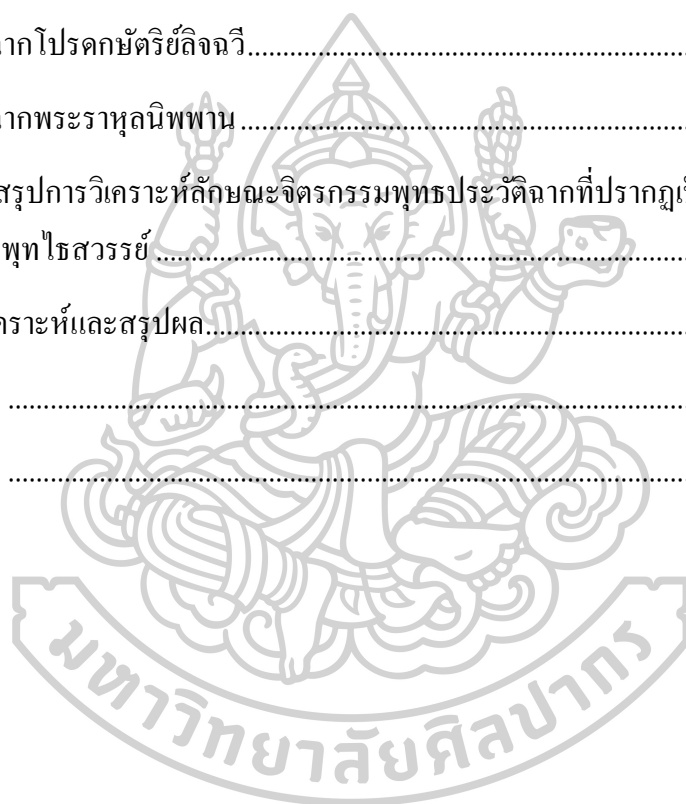 ฉากโปรดกษัตริย์ลิจฉวี........................................................................
ฉากพระราหุลนิพพาน........................................................................
สรุปการวิเคราะห์ลักษณะจิตรกรรมพุทธประวัติฉากที่ปรากฏ
พุทไธสวรรย์........................................................................
เคราะห์และสรุปผล........................................................................
........................................................................
........................................................................
มหาวิทยาลัยศิลปากร